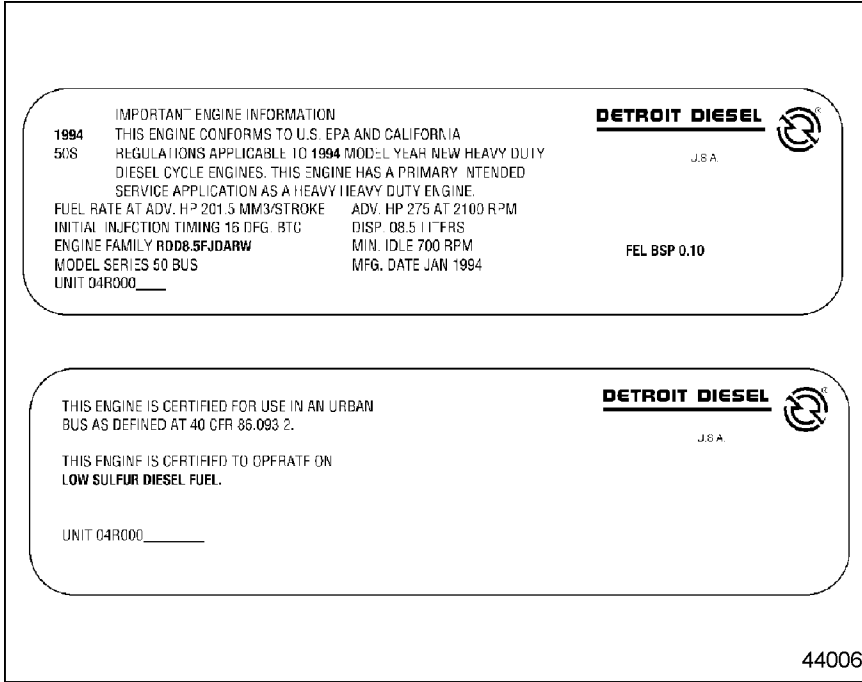 IMPORTANT ENGINE INFORMATION
1994 THIS ENGINE CONFORMS TO U.S. EPA AND CALIFORNIA
50S REGULATIONS APPLICABLE TO 1994 MODEL YEAR NEW HEAVY DUTY
DIESEL CYCLE ENGINES. THIS ENGINE HAS A PRIMARY INTENDED
SERVICE APPLICATION AS A HEAVY HEAVY DUTY ENGINE.
FUEL RATE AT ADV. HP 201.5 MM3/STROKE ADV. HP 275 AT 2100 RPM
INITIAL INJECTION TIMING 16 DEG. BTC DISP. 08.5 LITERS
ENGINE FAMILY RDD8.5FJDARW MIN. IDLE 700 RPM
MODEL SERIES 50 BUS MFG. DATE JAN 1994
UNIT 04R000____
DETROIT DIESEL
U.S.A.
FEL BSP 0.10
THIS ENGINE IS CERTIFIED FOR USE IN AN URBAN
BUS AS DEFINED AT 40 CFR 86.093 2.
THIS ENGINE IS CERTIFIED TO OPERATE ON
LOW SULFUR DIESEL FUEL.
UNIT 04R000________
DETROIT DIESEL
U.S.A.
44006